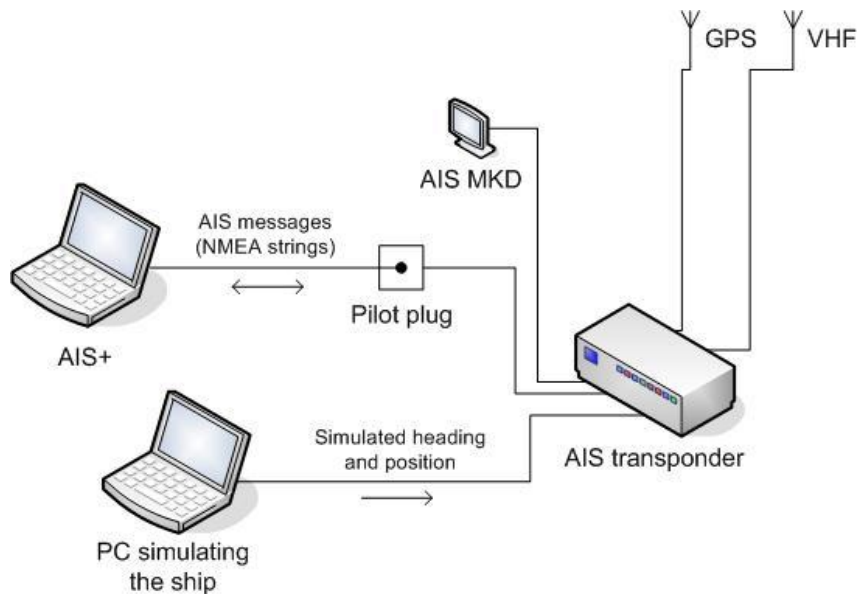 GPS
VHF
AIS MKD
AIS messages
(NMEA strings)
Pilot plug
AIS+
Simulated heading
and position
AIS transponder
PC simulating
the ship